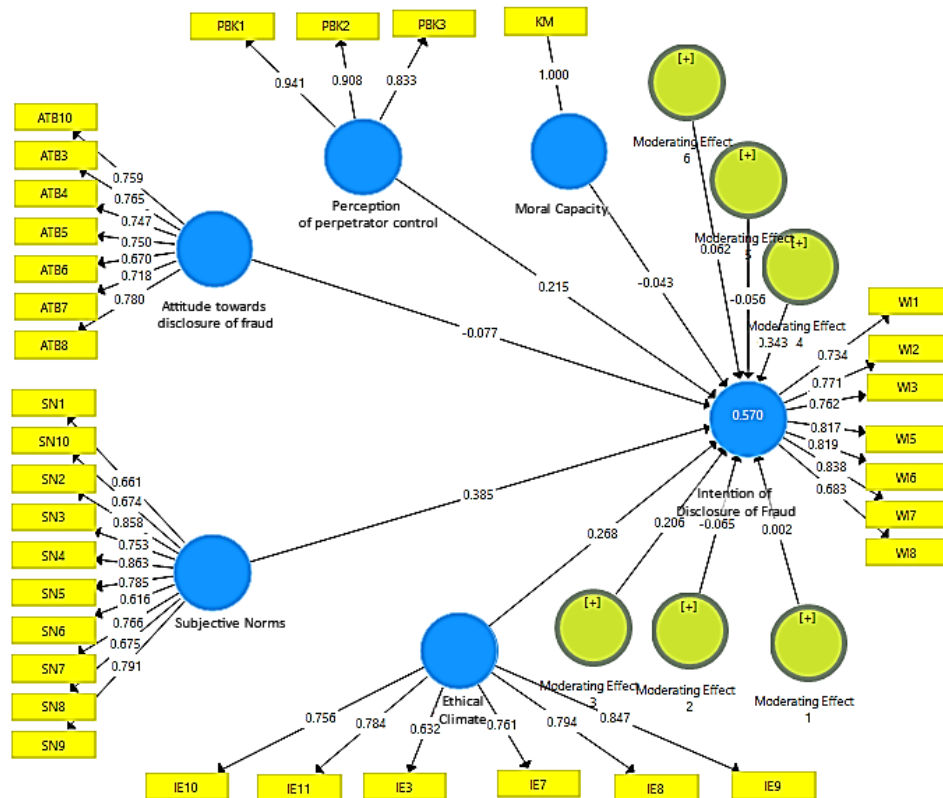 PBK1
PBK2
PBK3
KM
0.941
0.908
0.833
1.000
[+]
Moderating Effect
6
[+]
Moderating Effect
5
[+]
Moderating Effect
4
ATB10
ATB3
ATB4
ATB5
ATB6
ATB7
ATB8
0.759
0.765
0.747
0.750
0.670
0.718
0.780
Perception
of perpetrator control
Moral Capacity
Attitude towards
disclosure of fraud
-0.077
0.215
-0.043
0.062
-0.056
0.343
0.570
Intention of
Disclosure of Fraud
WI1
WI2
WI3
WI5
WI6
WI7
WI8
0.734
0.771
0.762
0.817
0.819
0.838
0.683
SN1
SN10
SN2
SN3
SN4
SN5
SN6
SN7
SN8
SN9
0.661
0.674
0.858
0.753
0.863
0.785
0.616
0.766
0.675
0.791
Subjective Norms
0.385
0.268
0.206
-0.065
0.002
[+]
Moderating Effect
3
[+]
Moderating Effect
2
[+]
Moderating Effect
1
Ethical
Climate
0.756
0.784
0.632
0.761
0.794
0.847
IE10
IE11
IE3
IE7
IE8
IE9